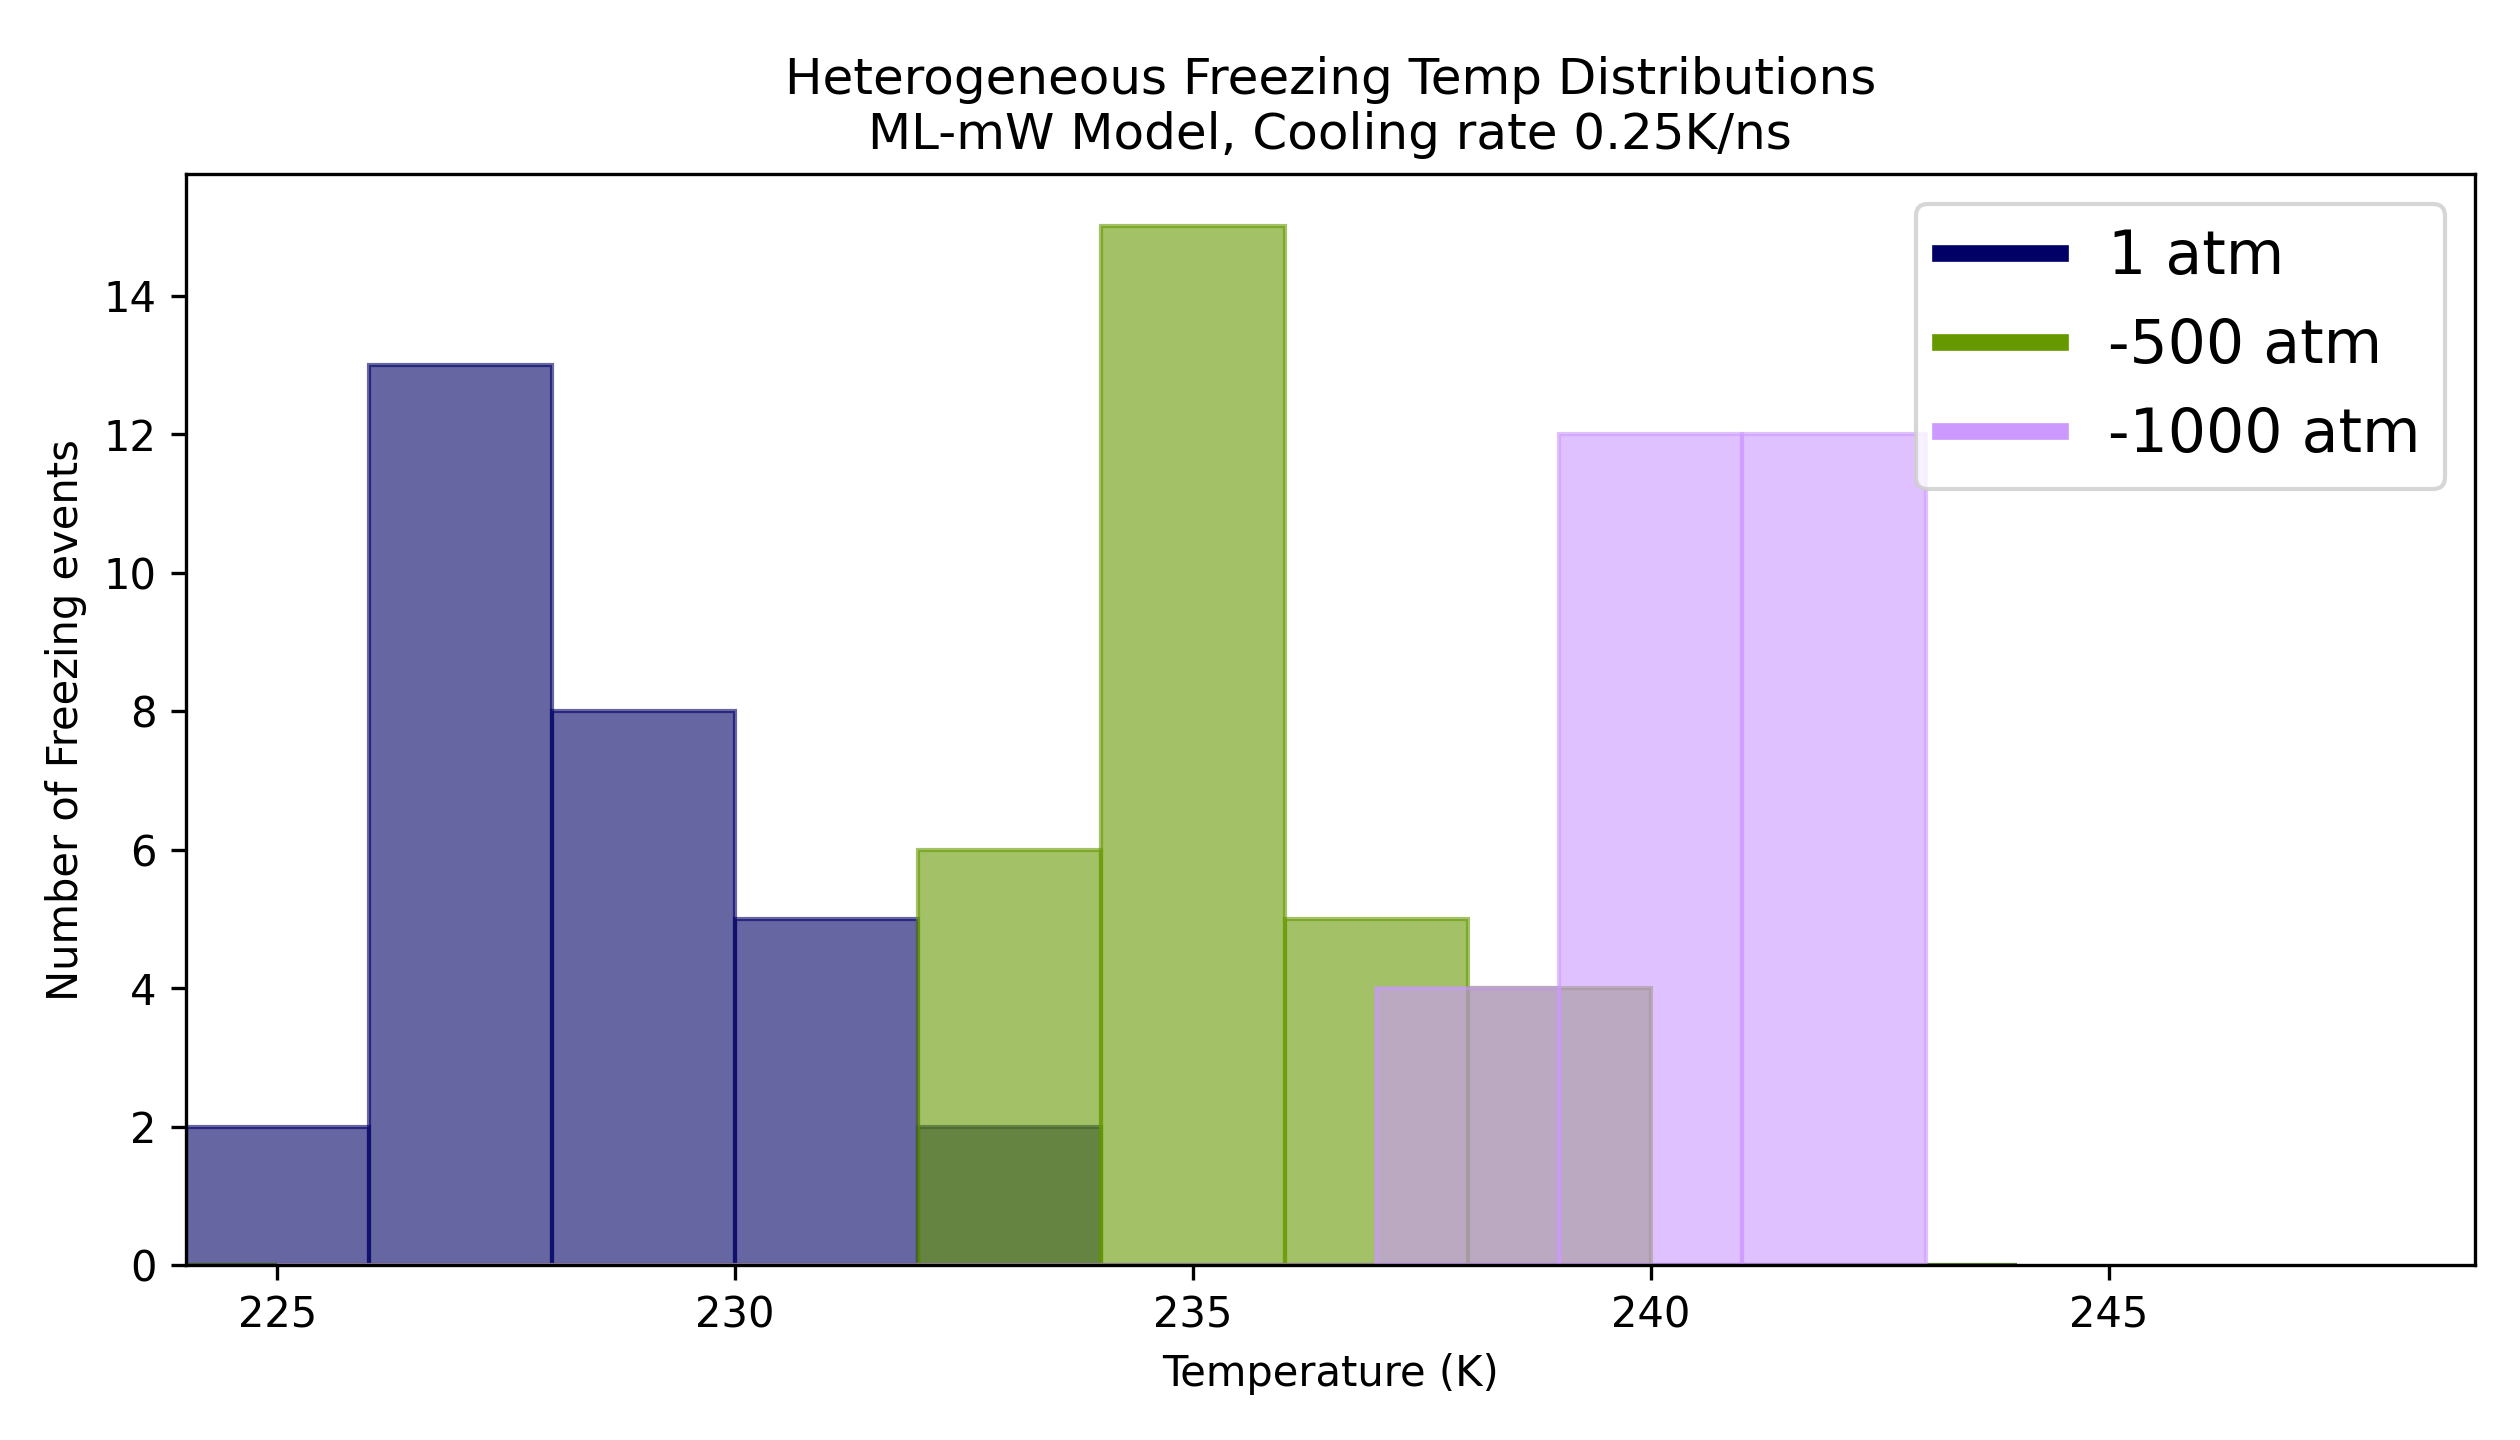 Heterogeneous Freezing Temp Distributions
ML-mW Model, Cooling rate 0.25K/ns
1 atm
-500 atm
-1000 atm
Number of Freezing events
14
12
10
8
6
4
2
0
225 230 235 240 245
Temperature (K)